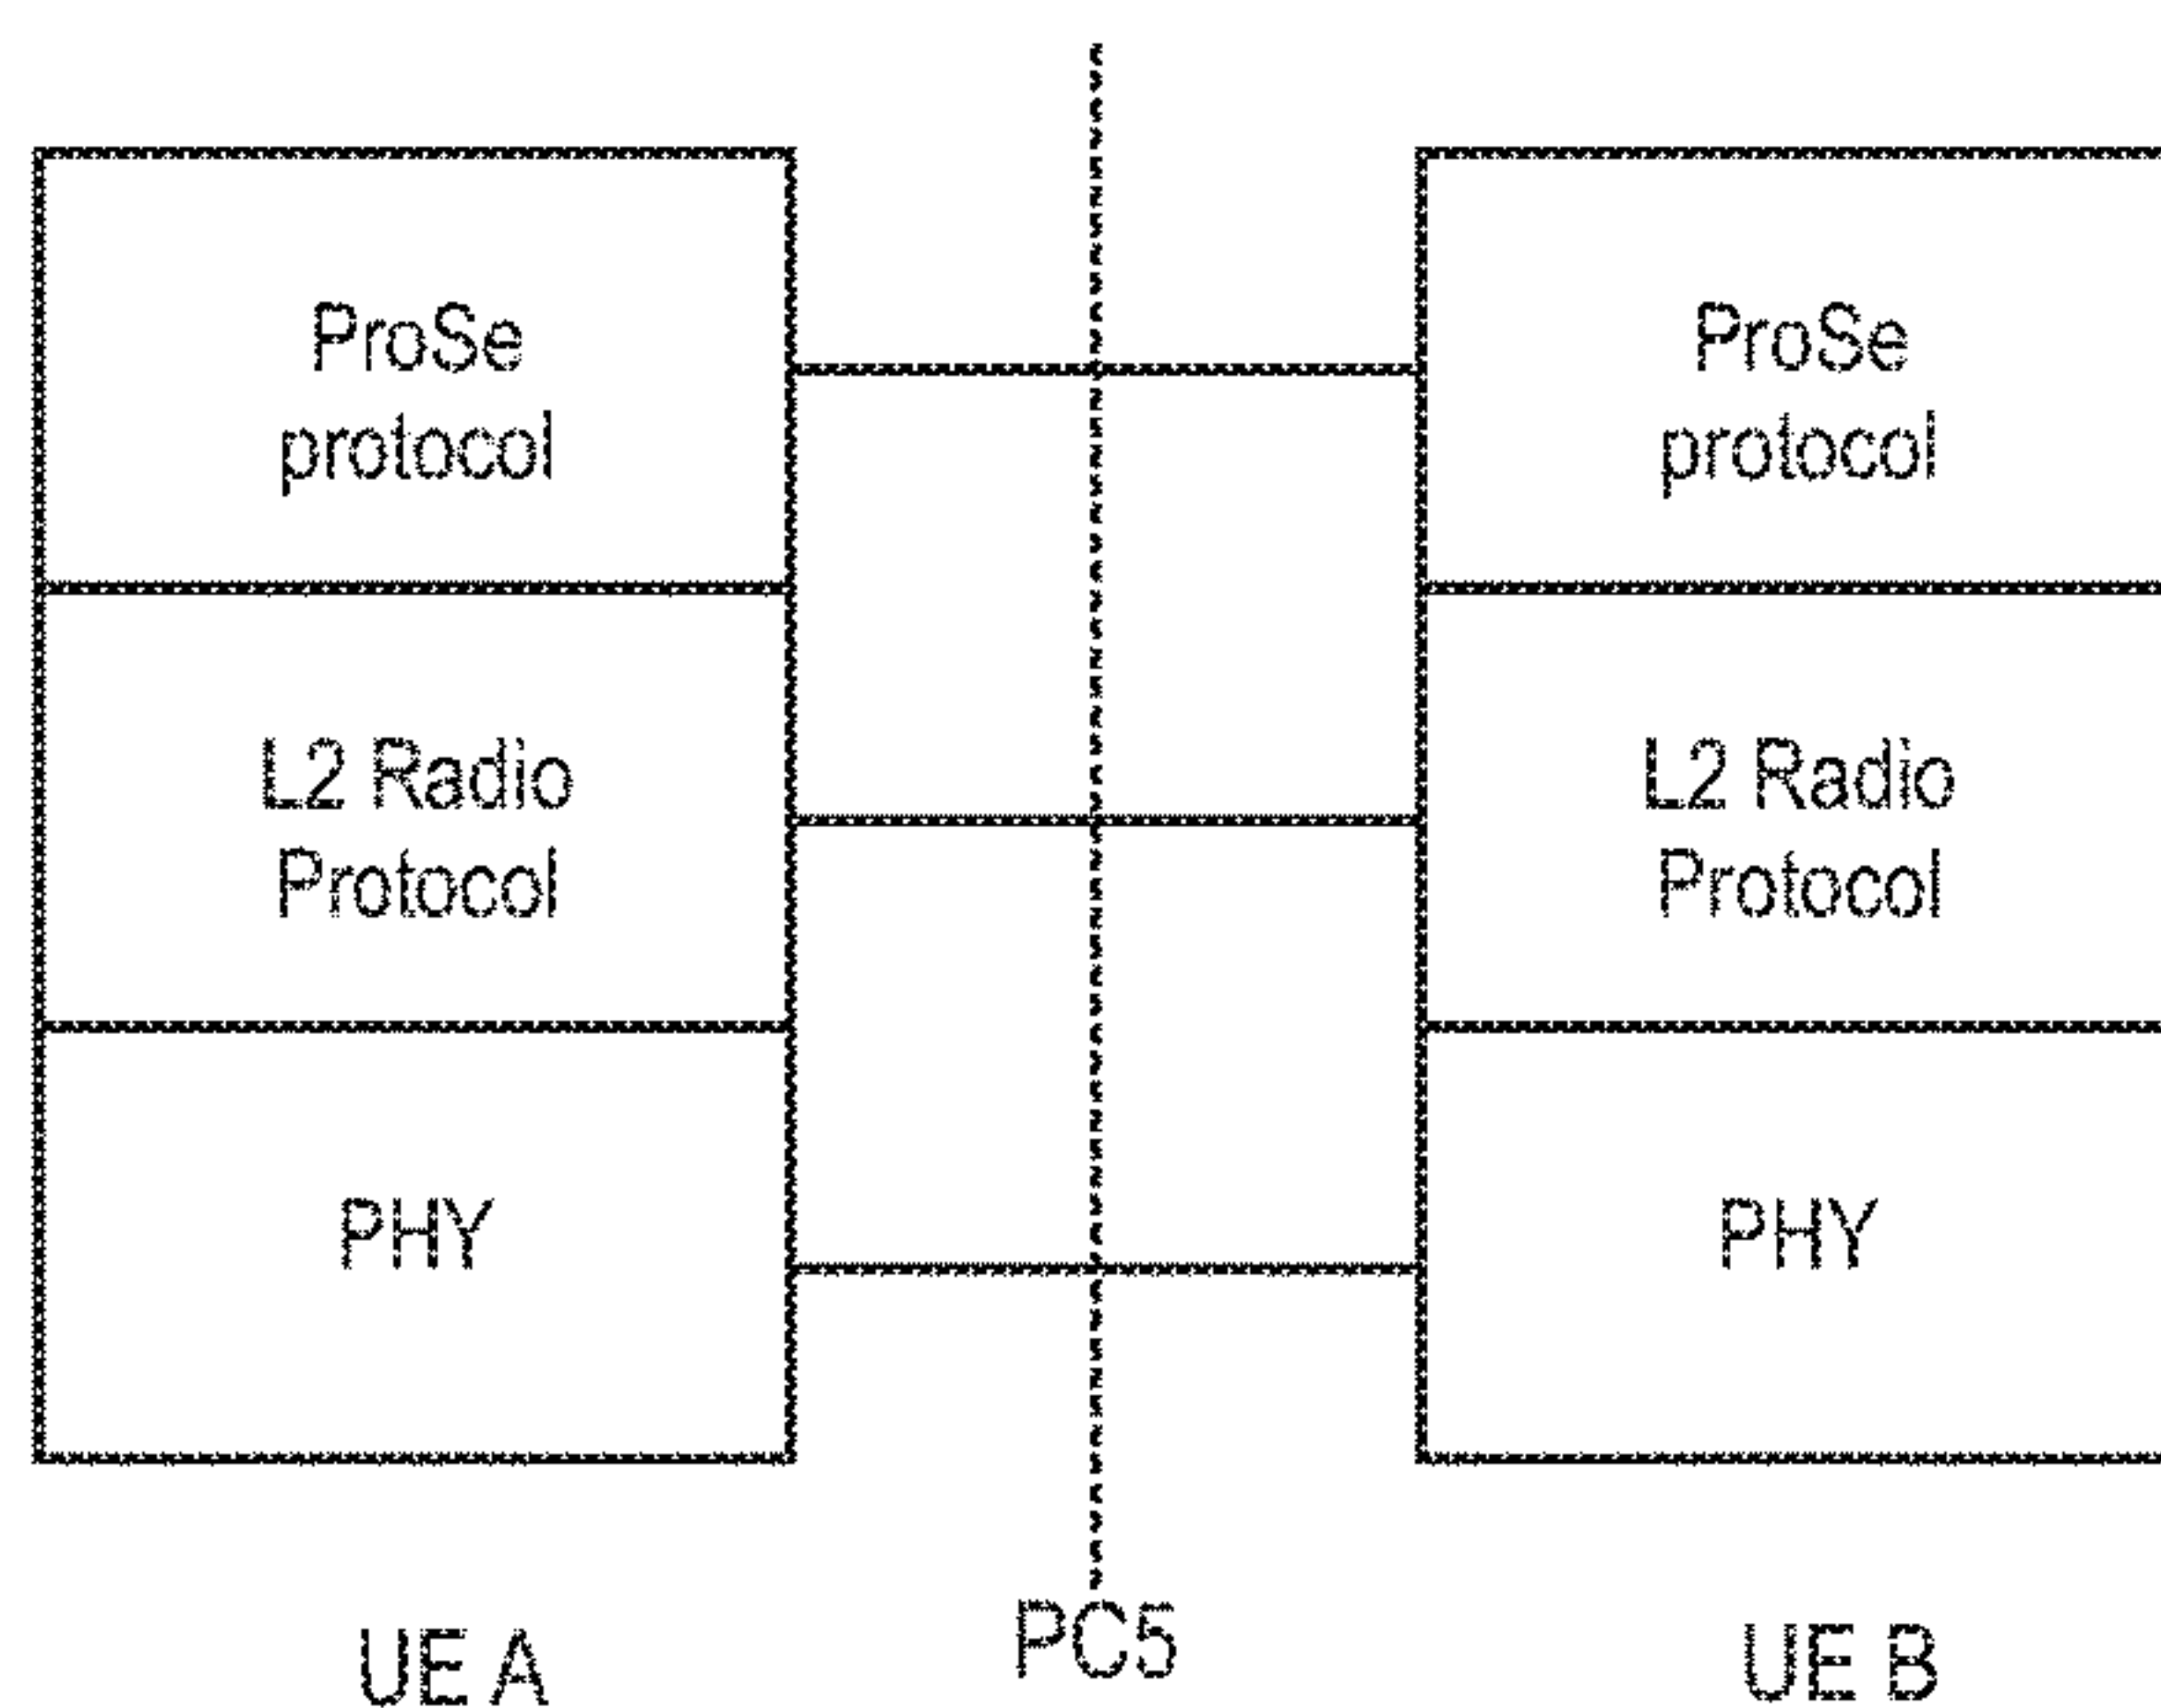 ProSe
protocol
L2 Radio
Protocol
PHY
UE A
PC5
ProSe
protocol
L2 Radio
Protocol
PHY
UE B